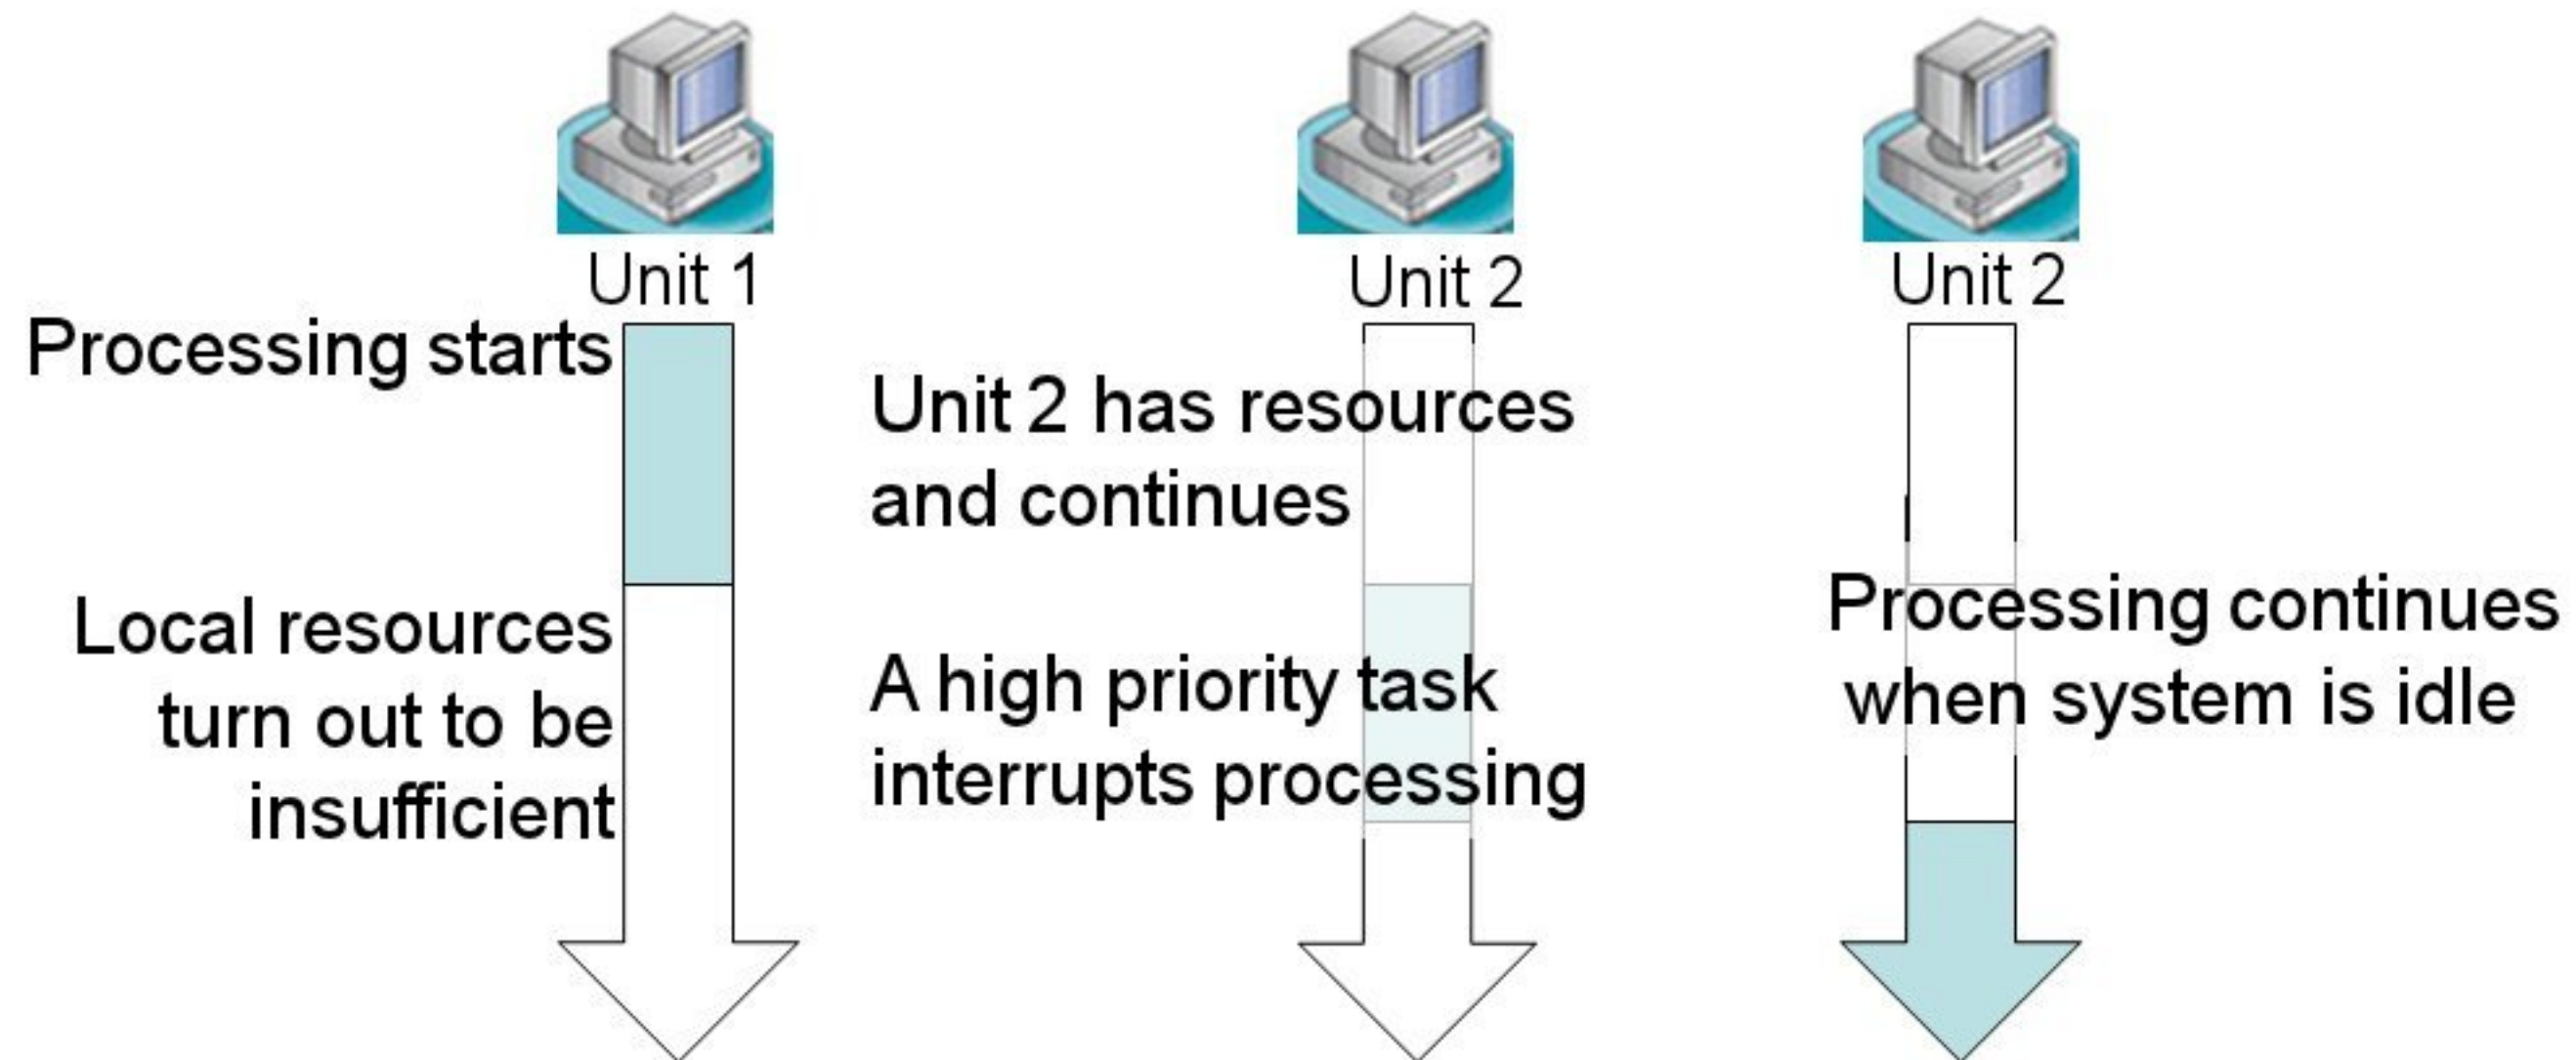 Unit 1
Processing starts
Local resources
turn out to be
insufficient
Unit 2
Unit 2 has resources
and continues
A high priority task
interrupts processing
Unit 2
Processing continues
when system is idle